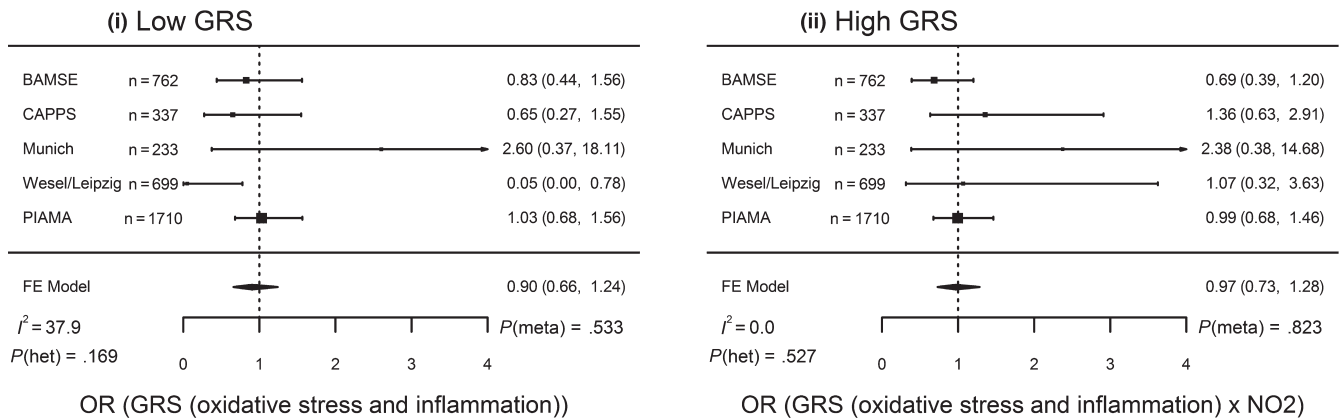 (i) Low GRS
BAMSE n = 762 0.83 (0.44, 1.56)
CAPPS n = 337 0.65 (0.27, 1.55)
Munich n = 233 2.60 (0.37, 18.11)
Wesel/Leipzig n = 699 0.05 (0.00, 0.78)
PIAMA n = 1710 1.03 (0.68, 1.56)
FE Model 0.90 (0.66, 1.24)
I² = 37.9 P(meta) = .533
P(het) = .169
0 1 2 3 4
OR (GRS (oxidative stress and inflammation))
(ii) High GRS
BAMSE n = 762 0.69 (0.39, 1.20)
CAPPS n = 337 1.36 (0.63, 2.91)
Munich n = 233 2.38 (0.38, 14.68)
Wesel/Leipzig n = 699 1.07 (0.32, 3.63)
PIAMA n = 1710 0.99 (0.68, 1.46)
FE Model 0.97 (0.73, 1.28)
I² = 0.0 P(meta) = .823
P(het) = .527
0 1 2 3 4
OR (GRS (oxidative stress and inflammation) x NO2)